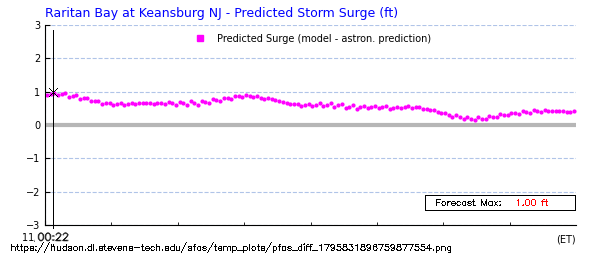 Raritan Bay at Keansburg NJ - Predicted Storm Surge (ft)
Predicted Surge (model - astron. prediction)
3
2
1
0
−1
−2
−3
Forecast Max: 1.00 ft
11 00:22
(ET)
https://hudson.dl.stevens-tech.edu/sfas/temp_plots/pfas_diff_1795831896759877554.png